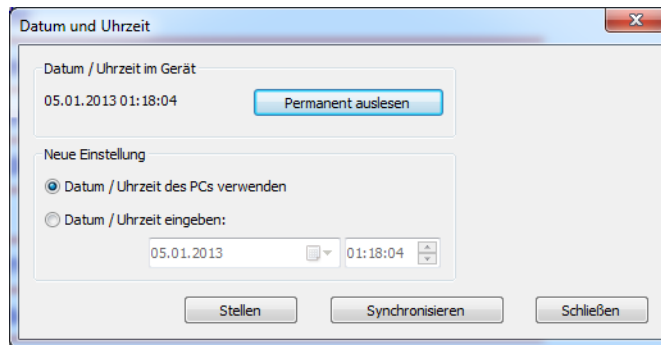 Datum und Uhrzeit
Datum / Uhrzeit im Gerät
05.01.2013 01:18:04
Permanent auslesen
Neue Einstellung
Datum / Uhrzeit des PCs verwenden
Datum / Uhrzeit eingeben:
05.01.2013 01:18:04
Stellen Synchronisieren Schließen